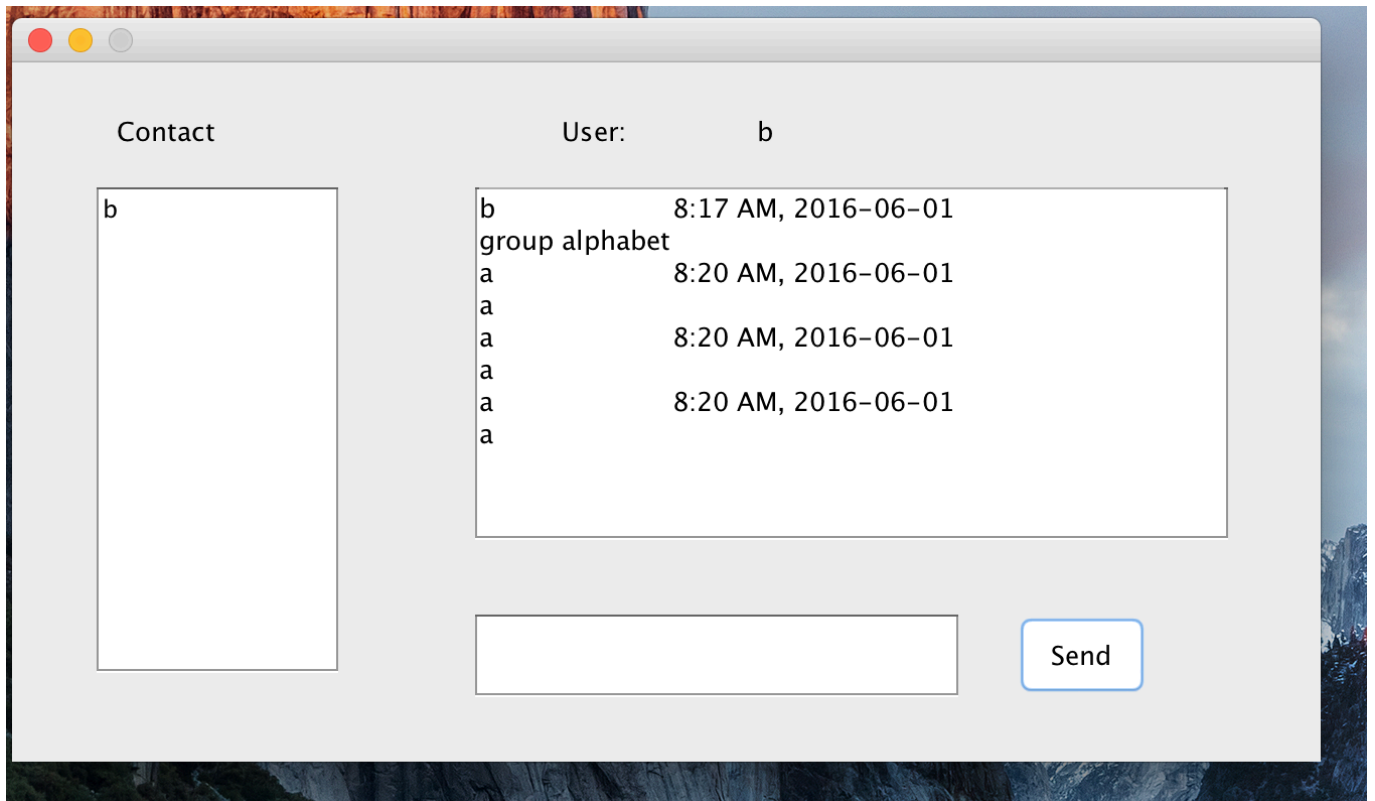 Contact
User: b
b
b 8:17 AM, 2016-06-01
group alphabet
a 8:20 AM, 2016-06-01
a
a 8:20 AM, 2016-06-01
a
a 8:20 AM, 2016-06-01
a
Send